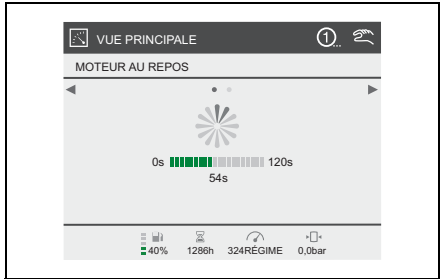 VUE PRINCIPALE 1...
MOTEUR AU REPOS
0s 120s
54s
40% 1286h 324RÉGIME 0,0bar